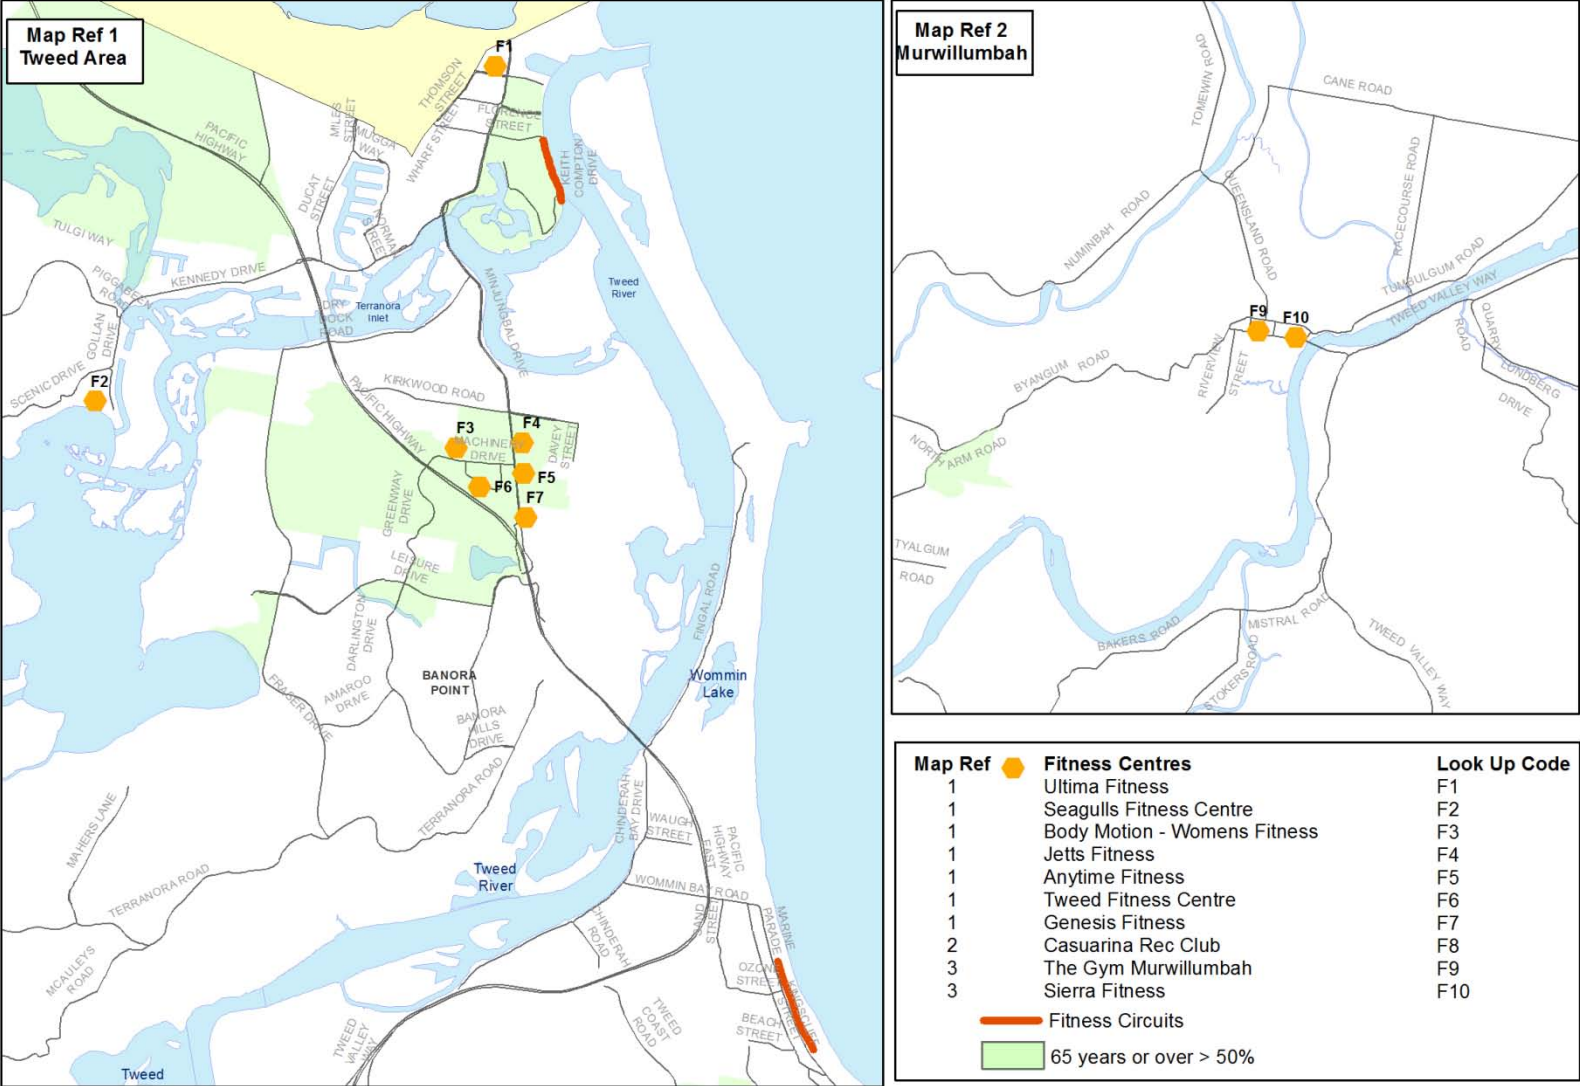 Map Ref 1
Tweed Area
F1
THOMSON
STREET
MILES
STREET
FLORENCE
STREET
PACIFIC
HIGHWAY
MUGGA
WAY
WHARF STREET
KEITH
COMPTON
DRIVE
DUCAT
STREET
NORMAN
STREET
TULGI WAY
PIGGABEEN
ROAD
KENNEDY DRIVE
MINJUNGBAL DRIVE
Tweed
River
Terranora
Inlet
DRY
DOCK
ROAD
GOLLAN
DRIVE
SCENIC DRIVE
F2
KIRKWOOD ROAD
PACIFIC HIGHWAY
F3
F4
MACHINERY
DRIVE
DAVEY
STREET
F5
F6
F7
GREENWAY
DRIVE
LEISURE
DRIVE
FINGAL ROAD
DARLINGTON
DRIVE
BANORA
POINT
Wommin
Lake
FRASER DRIVE
AMAROO
DRIVE
BANORA
HILLS
DRIVE
TERRANORA ROAD
MAHERS LANE
CHINDERAH
BAY DRIVE
WAUGH
STREET
PACIFIC
HIGHWAY
EAST
Tweed
River
TERRANORA ROAD
WOMMIN BAY ROAD
SAND
STREET
MARINE
PARADE
CHINDERAH
ROAD
MCAULEYS
ROAD
OZONE
STREET
KINGSCLIFF
STREET
TWEED
COAST
ROAD
BEACH
STREET
TWEED
VALLEY
WAY
Tweed
Map Ref 2
Murwillumbah
TOMEWIN ROAD
CANE ROAD
RACECOURSE ROAD
QUEENSLAND ROAD
NUMINBAH ROAD
TUMBULGUM ROAD
TWEED VALLEY WAY
F9
F10
QUARRY
ROAD
RIVERVIEW
STREET
BYANGUM ROAD
LUNDBERG
DRIVE
NORTH ARM ROAD
TYALGUM
ROAD
BAKERS ROAD
MISTRAL ROAD
STOKERS ROAD
TWEED VALLEY WAY
Map Ref Fitness Centres Look Up Code
1 Ultima Fitness F1
1 Seagulls Fitness Centre F2
1 Body Motion - Womens Fitness F3
1 Jetts Fitness F4
1 Anytime Fitness F5
1 Tweed Fitness Centre F6
1 Genesis Fitness F7
2 Casuarina Rec Club F8
3 The Gym Murwillumbah F9
3 Sierra Fitness F10
Fitness Circuits
65 years or over > 50%